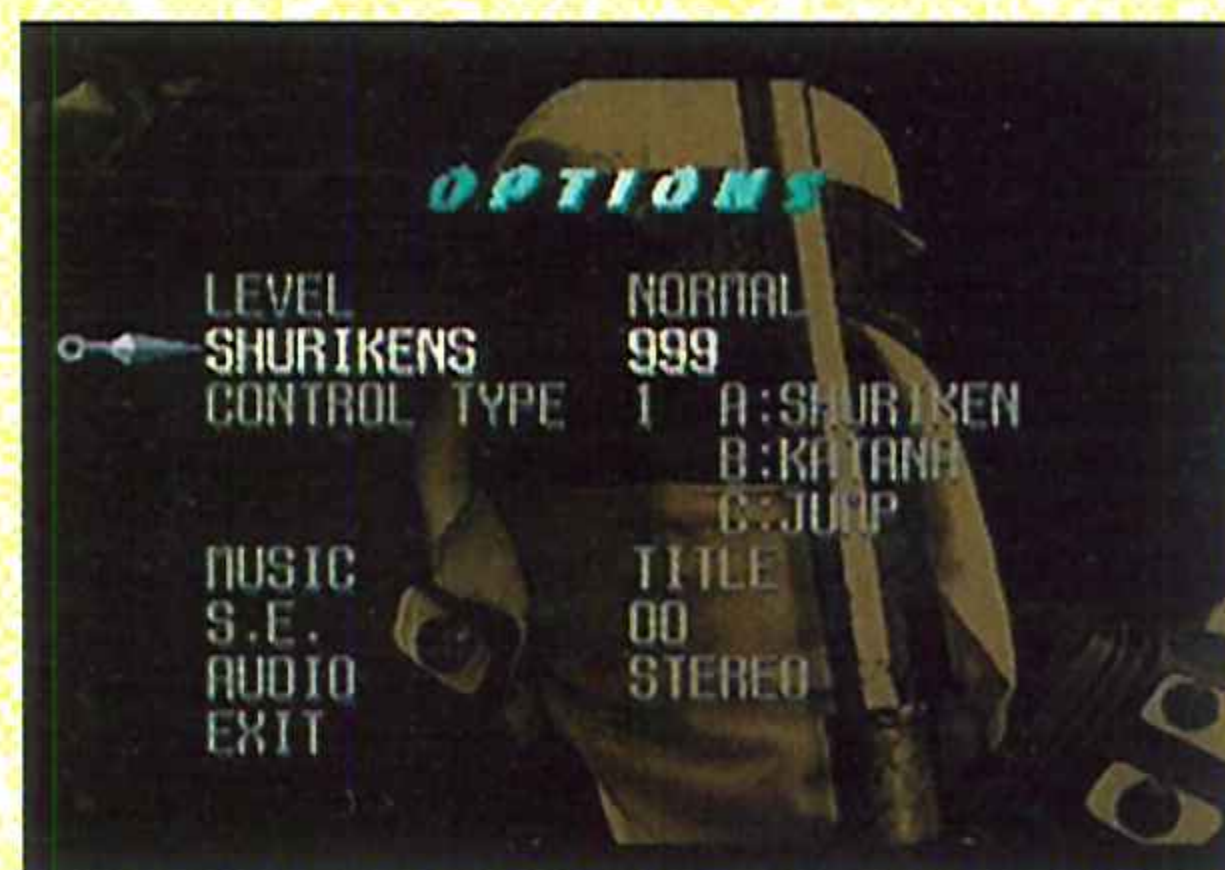 OPTIONS
LEVEL NORMAL
SHURIKENS 999
CONTROL TYPE 1 A:SHURIKEN
B:KATANA
C:JUMP
MUSIC TITLE
S.E. 00
AUDIO STEREO
EXIT